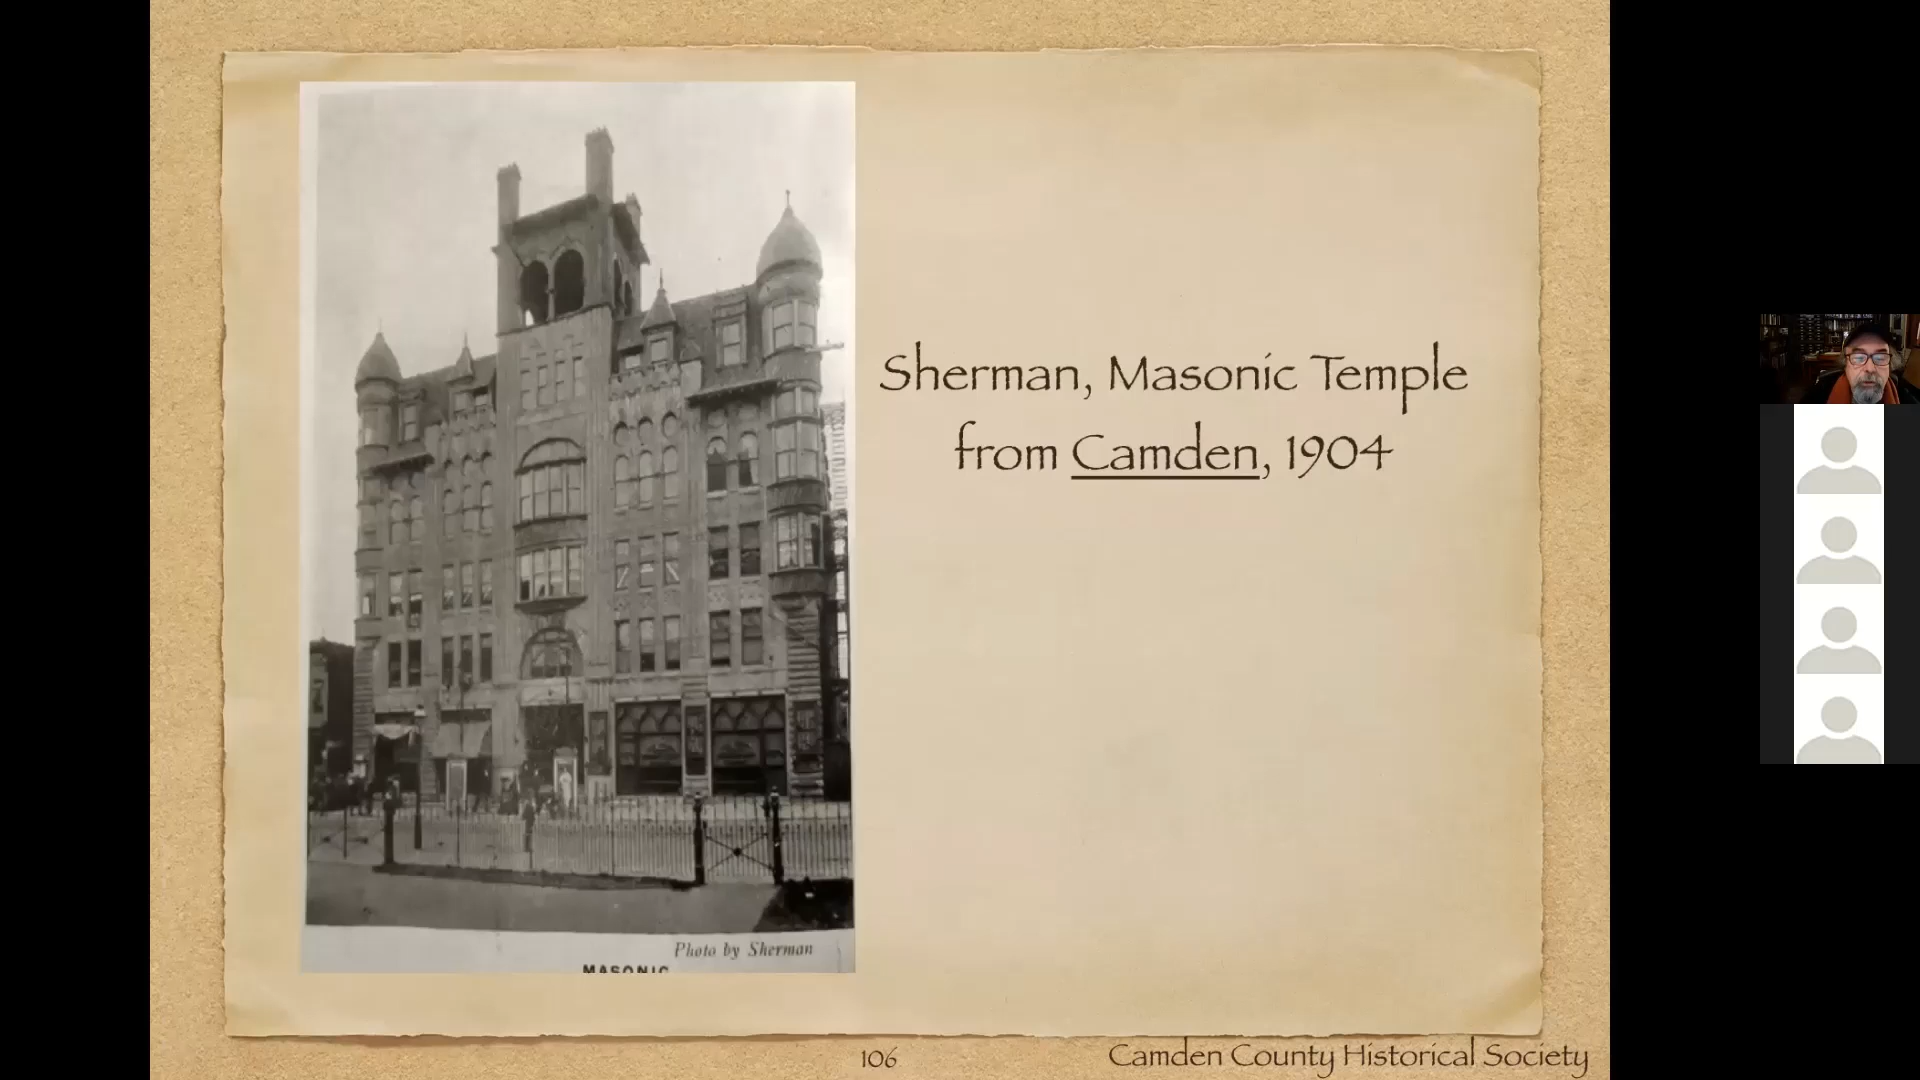 Sherman, Masonic Temple
from Camden, 1904
Photo by Sherman
MASONIC
106
Camden County Historical Society